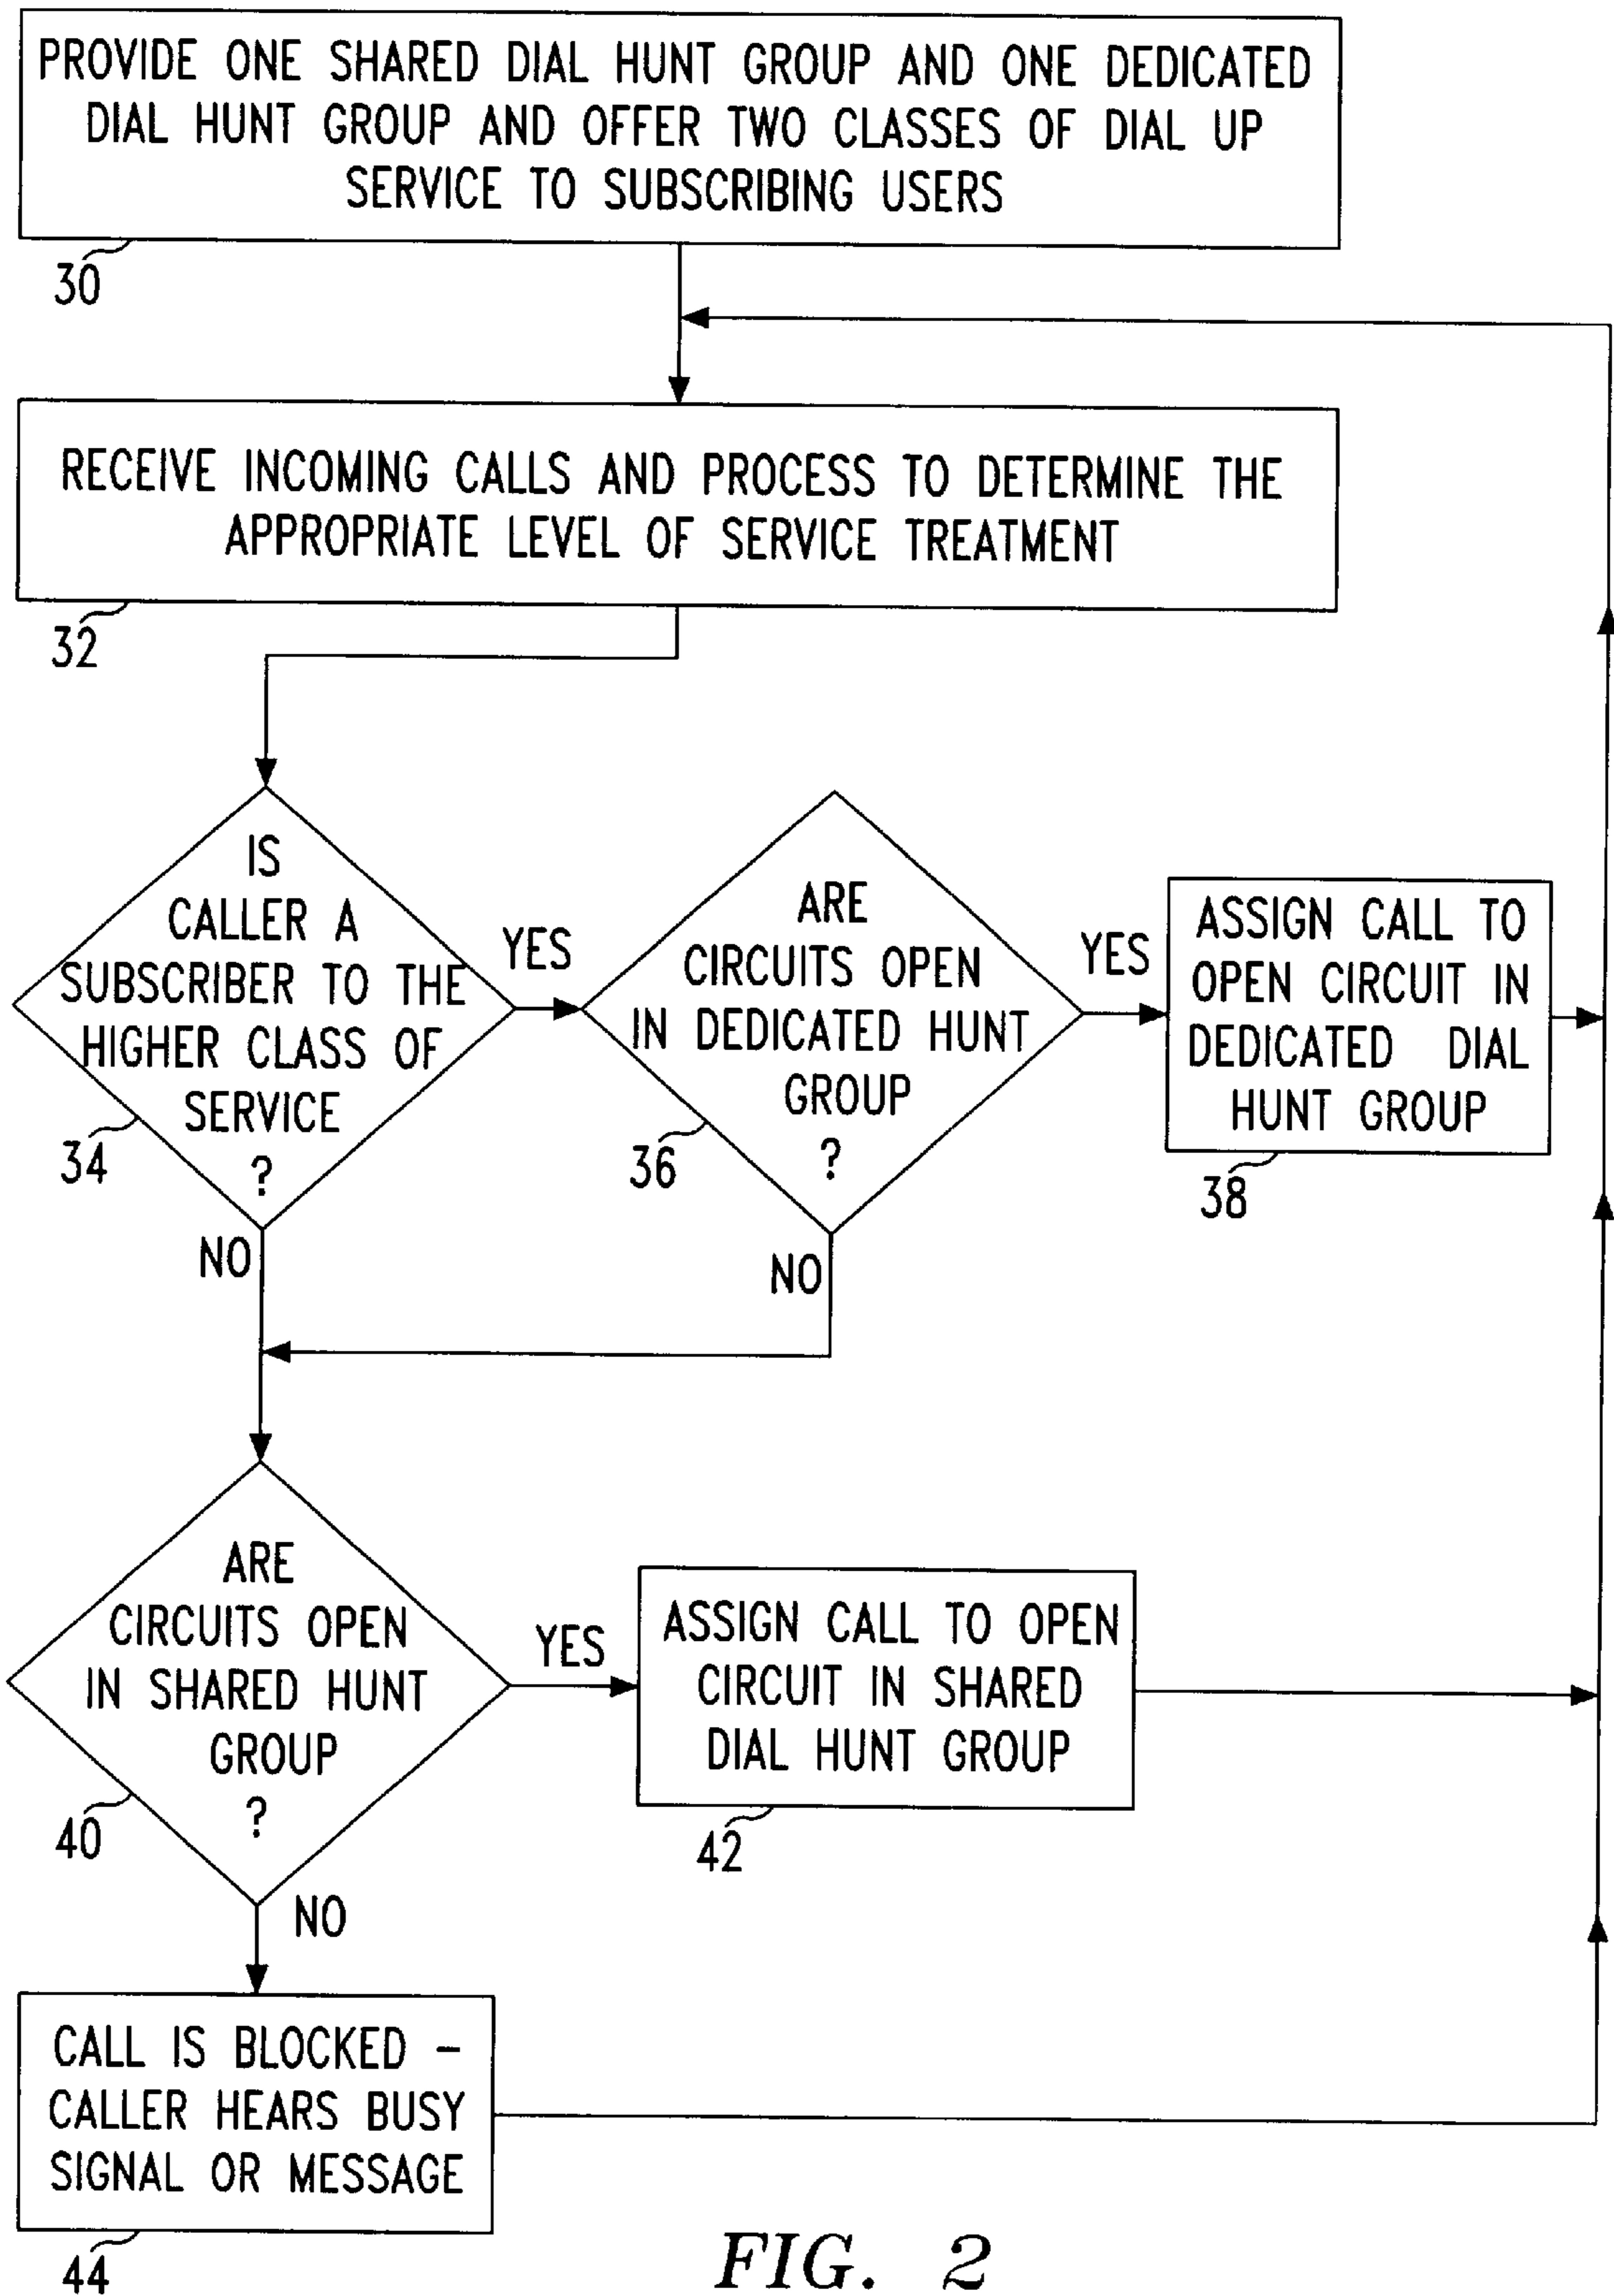 PROVIDE ONE SHARED DIAL HUNT GROUP AND ONE DEDICATED
DIAL HUNT GROUP AND OFFER TWO CLASSES OF DIAL UP
SERVICE TO SUBSCRIBING USERS
30
RECEIVE INCOMING CALLS AND PROCESS TO DETERMINE THE
APPROPRIATE LEVEL OF SERVICE TREATMENT
32
IS
CALLER A
SUBSCRIBER TO THE
HIGHER CLASS OF
SERVICE
?
34
YES
NO
ARE
CIRCUITS OPEN
IN DEDICATED HUNT
GROUP
?
36
YES
NO
ASSIGN CALL TO
OPEN CIRCUIT IN
DEDICATED DIAL
HUNT GROUP
38
ARE
CIRCUITS OPEN
IN SHARED HUNT
GROUP
?
40
YES
NO
ASSIGN CALL TO OPEN
CIRCUIT IN SHARED
DIAL HUNT GROUP
42
CALL IS BLOCKED –
CALLER HEARS BUSY
SIGNAL OR MESSAGE
44
FIG. 2